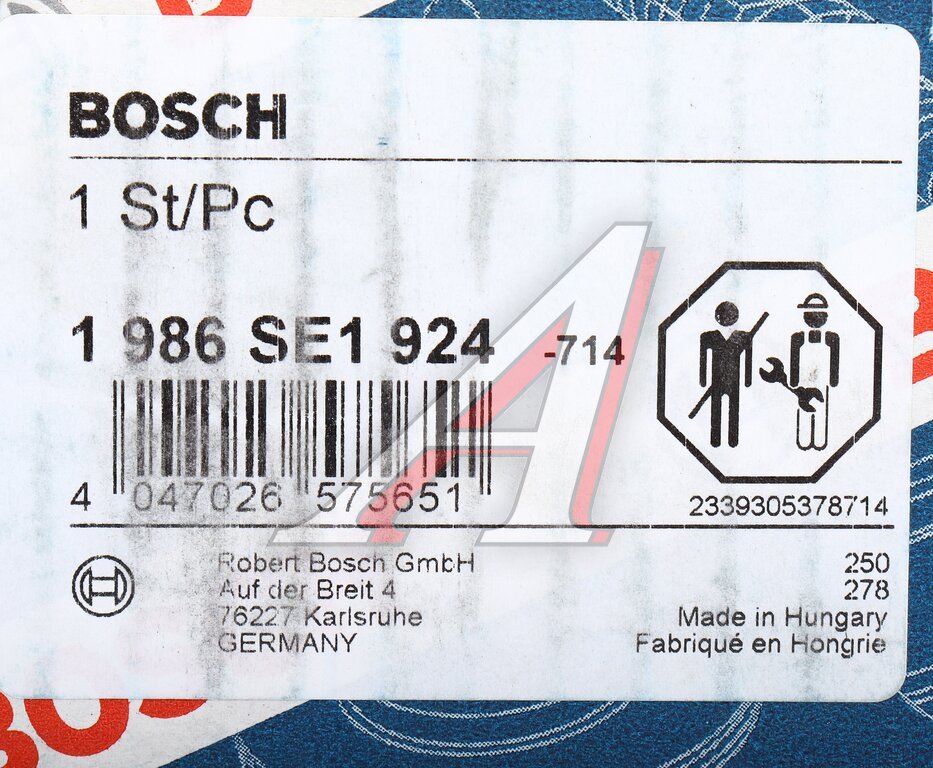 BOSCH
1 St/Pc
1 986 SE1 924 -714
4 047026 575651
2339305378714
Robert Bosch GmbH
Auf der Breit 4
76227 Karlsruhe
GERMANY
250
278
Made in Hungary
Fabriqué en Hongrie